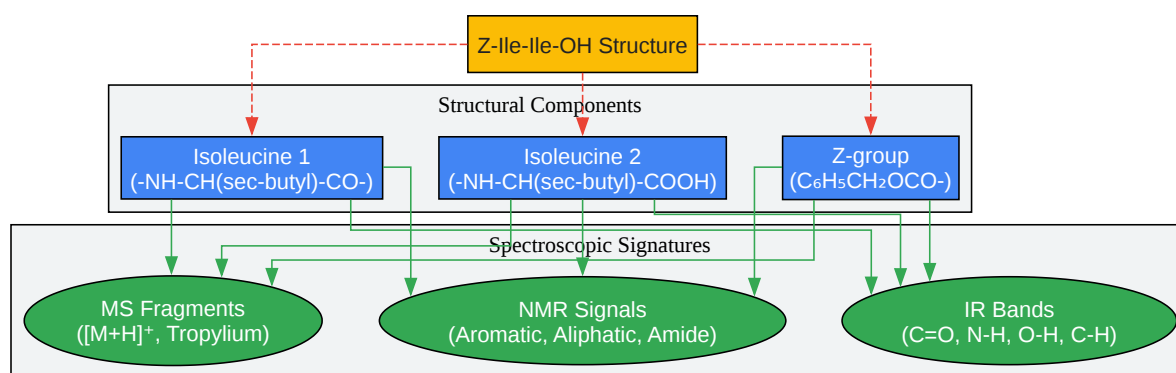 Z-Ile-Ile-OH Structure
Structural Components
Isoleucine 1
(-NH-CH(sec-butyl)-CO-)
Isoleucine 2
(-NH-CH(sec-butyl)-COOH)
Z-group
(C₆H₅CH₂OCO-)
Spectroscopic Signatures
MS Fragments
([M+H]⁺, Tropylium)
NMR Signals
(Aromatic, Aliphatic, Amide)
IR Bands
(C=O, N-H, O-H, C-H)